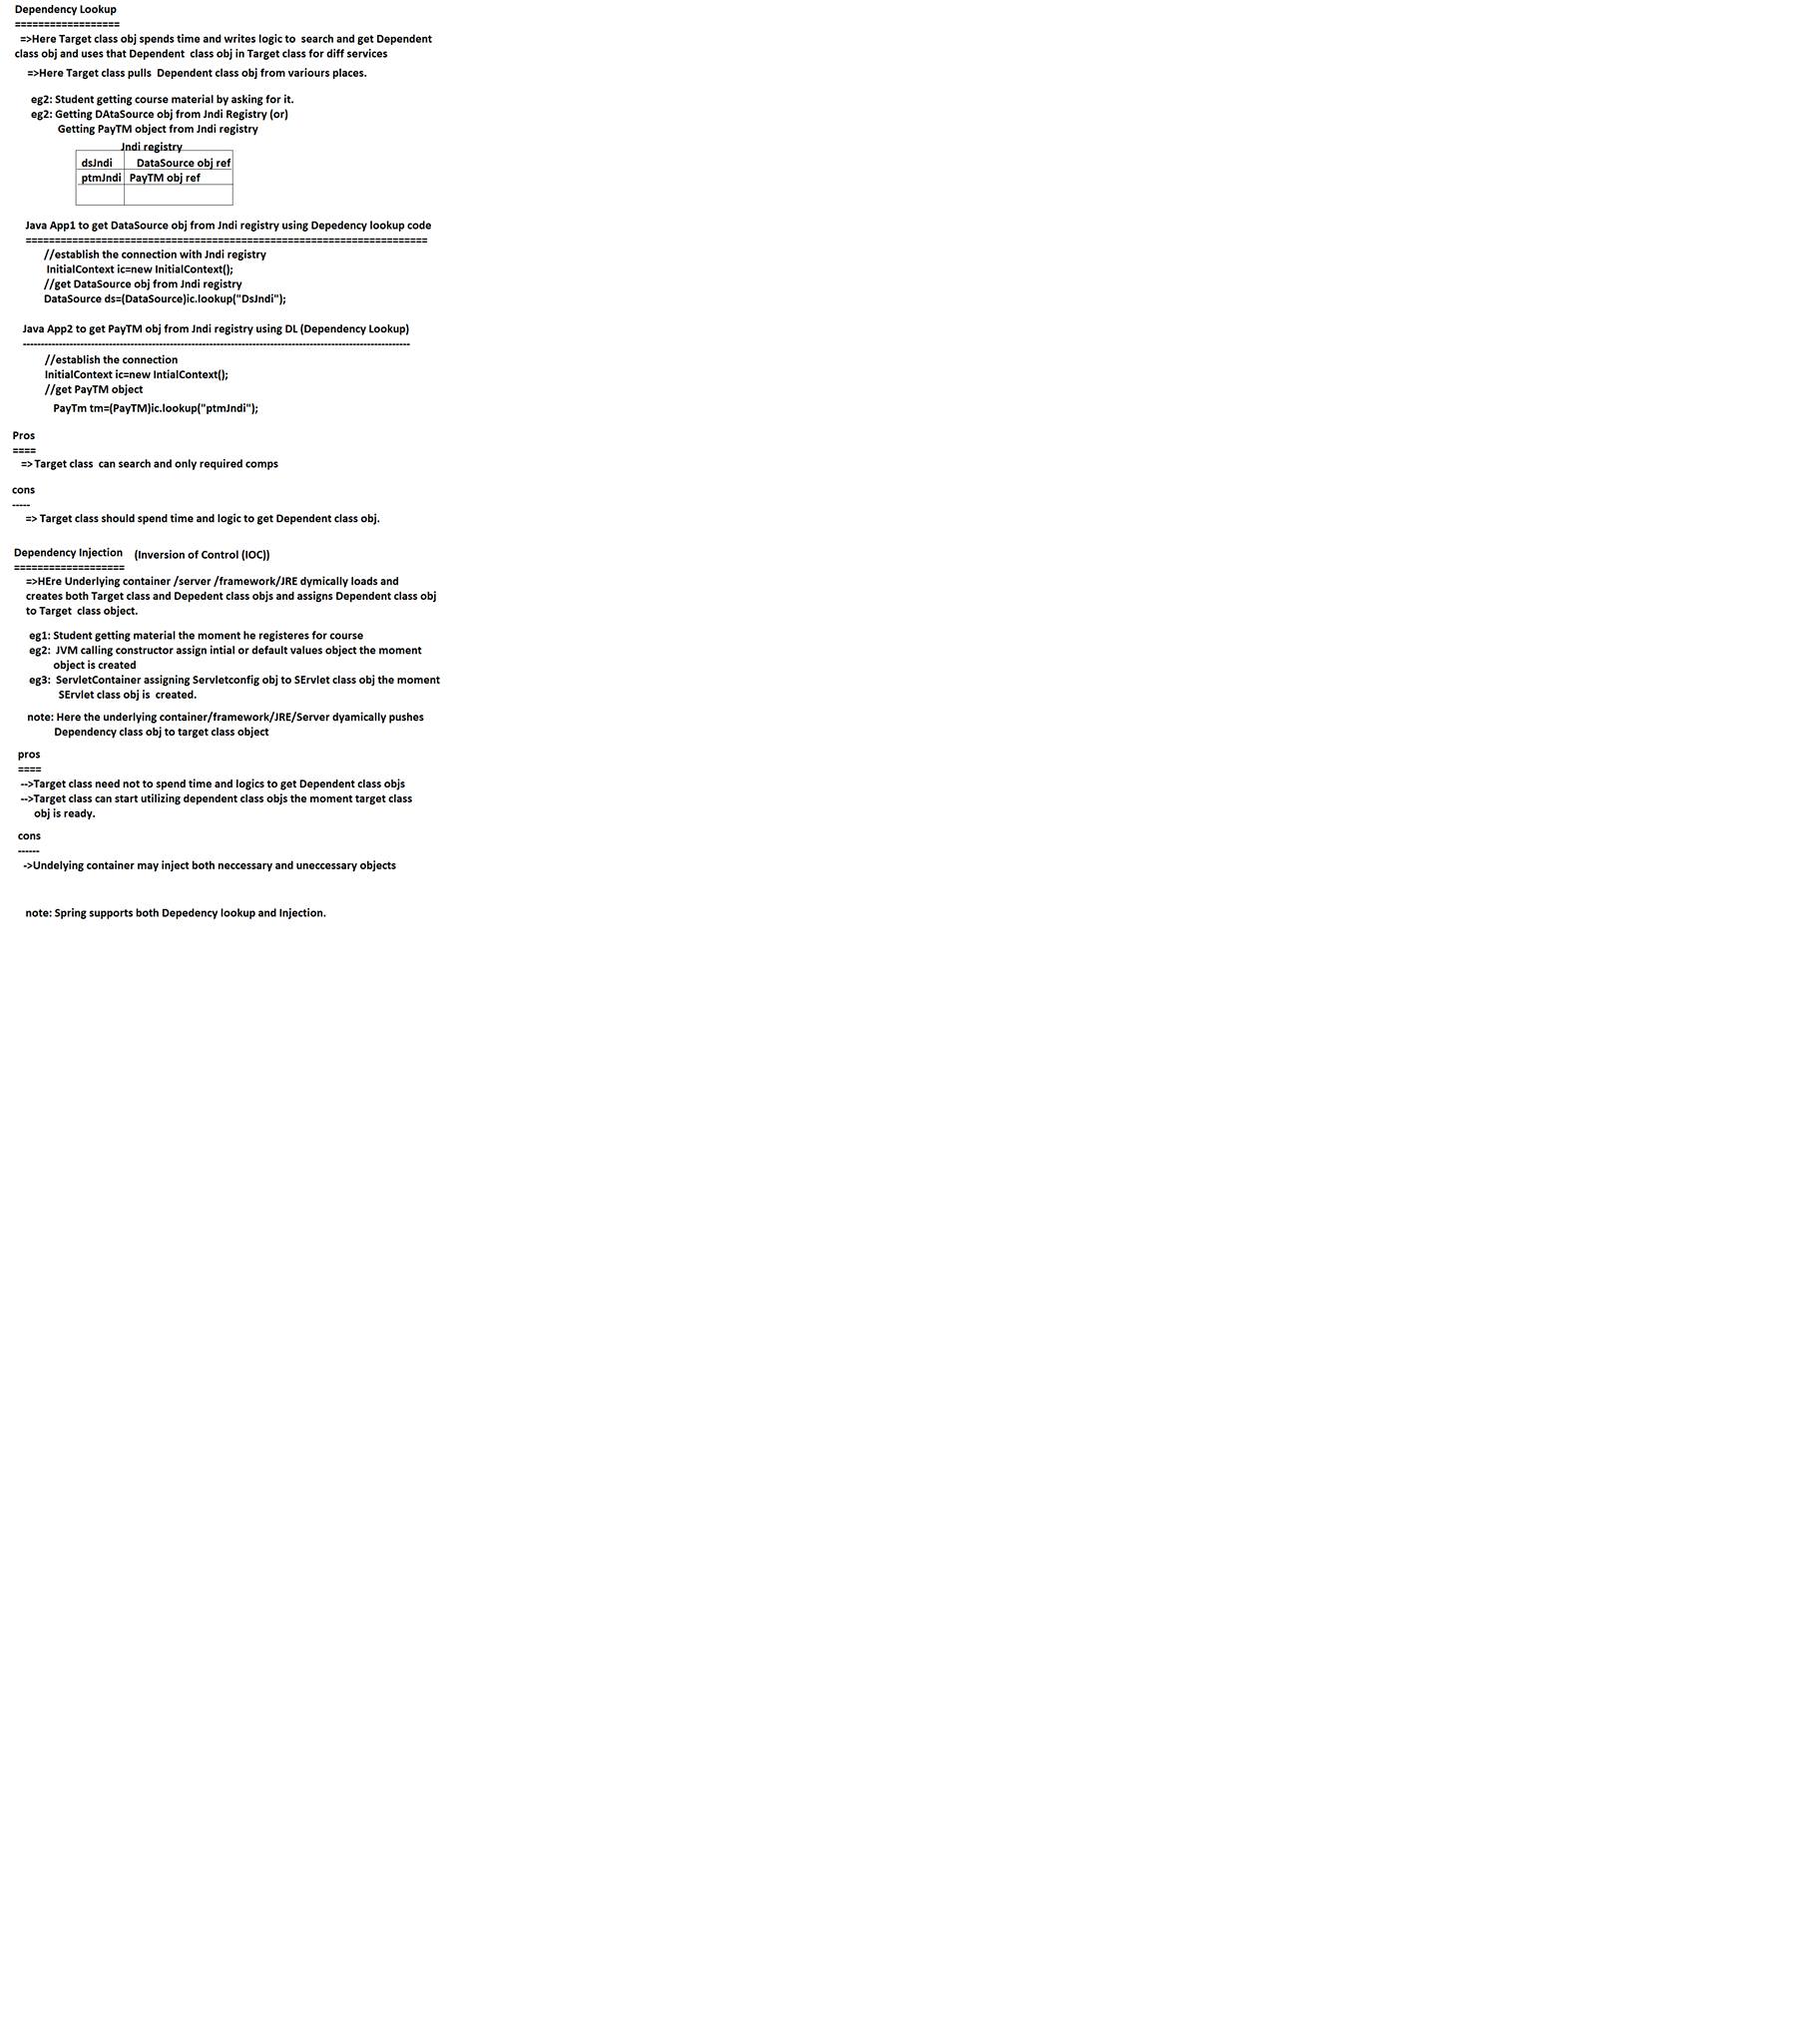 Dependency Lookup
==================
=>Here Target class obj spends time and writes logic to  search and get Dependent
class obj and uses that Dependent  class obj in Target class for diff services
=>Here Target class pulls  Dependent class obj from variours places.
eg2: Student getting course material by asking for it.
eg2: Getting DAtaSource obj from Jndi Registry (or)
Getting PayTM object from Jndi registry
Jndi registry
dsJndi DataSource obj ref
ptmJndi PayTM obj ref
Java App1 to get DataSource obj from Jndi registry using Depedency lookup code
=====================================================================
//establish the connection with Jndi registry
InitialContext ic=new InitialContext();
//get DataSource obj from Jndi registry
DataSource ds=(DataSource)ic.lookup("DsJndi");
Java App2 to get PayTM obj from Jndi registry using DL (Dependency Lookup)
------------------------------------------------------------------------------------------------------------
//establish the connection
InitialContext ic=new IntialContext();
//get PayTM object
PayTm tm=(PayTM)ic.lookup("ptmJndi");
Pros
====
=> Target class  can search and only required comps
cons
-----
=> Target class should spend time and logic to get Dependent class obj.
Dependency Injection (Inversion of Control (IOC))
===================
=>HEre Underlying container /server /framework/JRE dymically loads and
creates both Target class and Depedent class objs and assigns Dependent class obj
to Target  class object.
eg1: Student getting material the moment he registeres for course
eg2:  JVM calling constructor assign intial or default values object the moment
object is created
eg3:  ServletContainer assigning Servletconfig obj to SErvlet class obj the moment
SErvlet class obj is  created.
note: Here the underlying container/framework/JRE/Server dyamically pushes
Dependency class obj to target class object
pros
====
-->Target class need not to spend time and logics to get Dependent class objs
-->Target class can start utilizing dependent class objs the moment target class
obj is ready.
cons
------
->Undelying container may inject both neccessary and uneccessary objects
note: Spring supports both Depedency lookup and Injection.